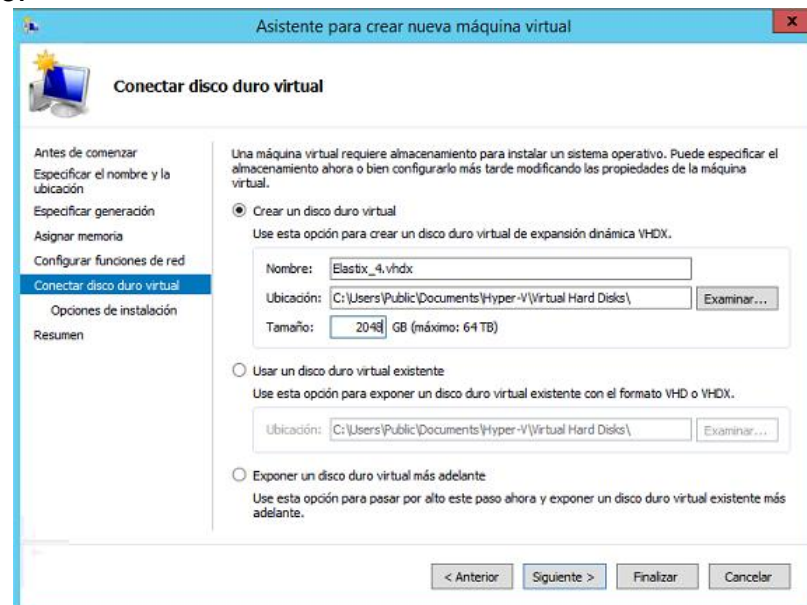 Asistente para crear nueva máquina virtual
x
Conectar disco duro virtual
Antes de comenzar
Especificar el nombre y la
ubicación
Especificar generación
Asignar memoria
Configurar funciones de red
Conectar disco duro virtual
Opciones de instalación
Resumen
Una máquina virtual requiere almacenamiento para instalar un sistema operativo. Puede especificar el
almacenamiento ahora o bien configurarlo más tarde modificando las propiedades de la máquina
virtual.
Crear un disco duro virtual
Use esta opción para crear un disco duro virtual de expansión dinámica VHDX.
Nombre: Elastix_4.vhdx
Ubicación: C:\Users\Public\Documents\Hyper-V\Virtual Hard Disks\ Examinar...
Tamaño: 2048 GB (máximo: 64 TB)
Usar un disco duro virtual existente
Use esta opción para exponer un disco duro virtual existente con el formato VHD o VHDX.
Ubicación: C:\Users\Public\Documents\Hyper-V\Virtual Hard Disks\ Examinar...
Exponer un disco duro virtual más adelante
Use esta opción para pasar por alto este paso ahora y exponer un disco duro virtual existente más
adelante.
< Anterior Siguiente > Finalizar Cancelar